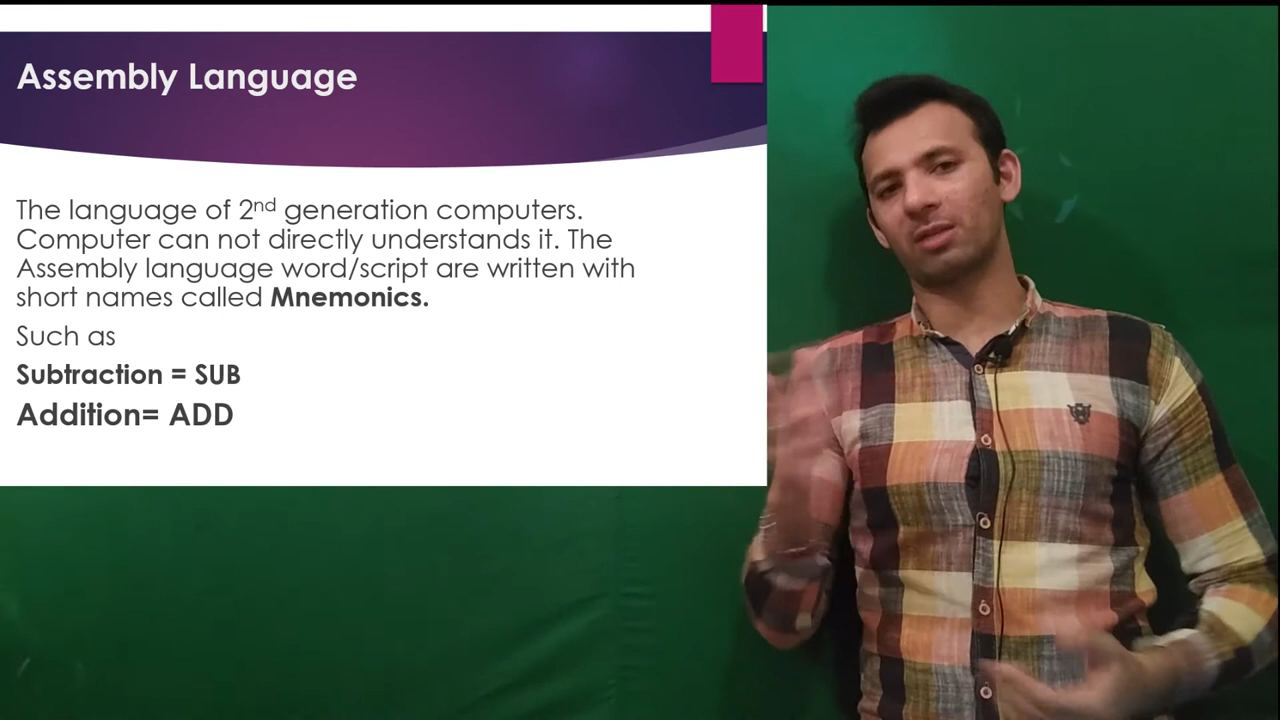 Assembly Language
The language of 2nd generation computers.
Computer can not directly understands it. The
Assembly language word/script are written with
short names called Mnemonics.
Such as
Subtraction = SUB
Addition= ADD